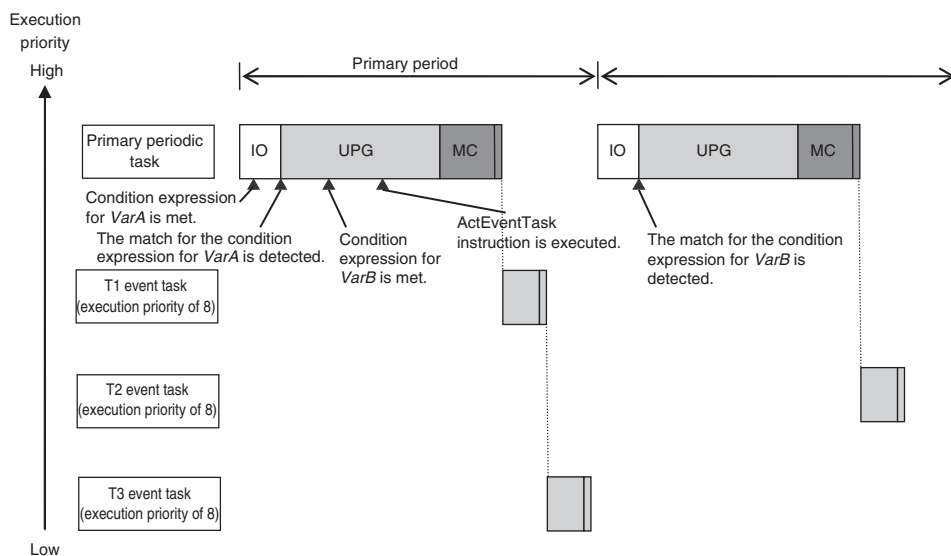 Execution
priority
High
Primary period
Primary periodic
task
IO
UPG
MC
IO
UPG
MC
Condition expression
for VarA is met.
The match for the condition
expression for VarA is detected.
Condition
expression for
VarB is met.
ActEventTask
instruction is executed.
The match for the condition
expression for VarB is
detected.
T1 event task
(execution priority of 8)
T2 event task
(execution priority of 8)
T3 event task
(execution priority of 8)
Low